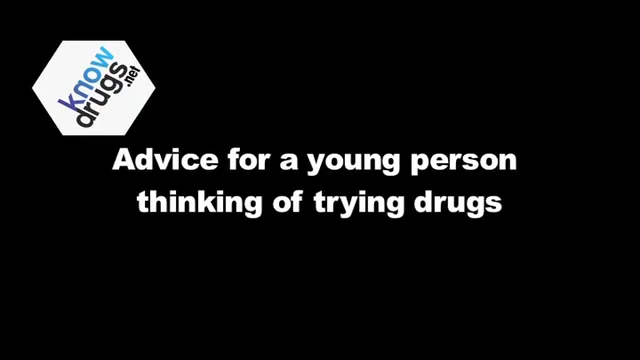 know
drugs.net
Advice for a young person
thinking of trying drugs